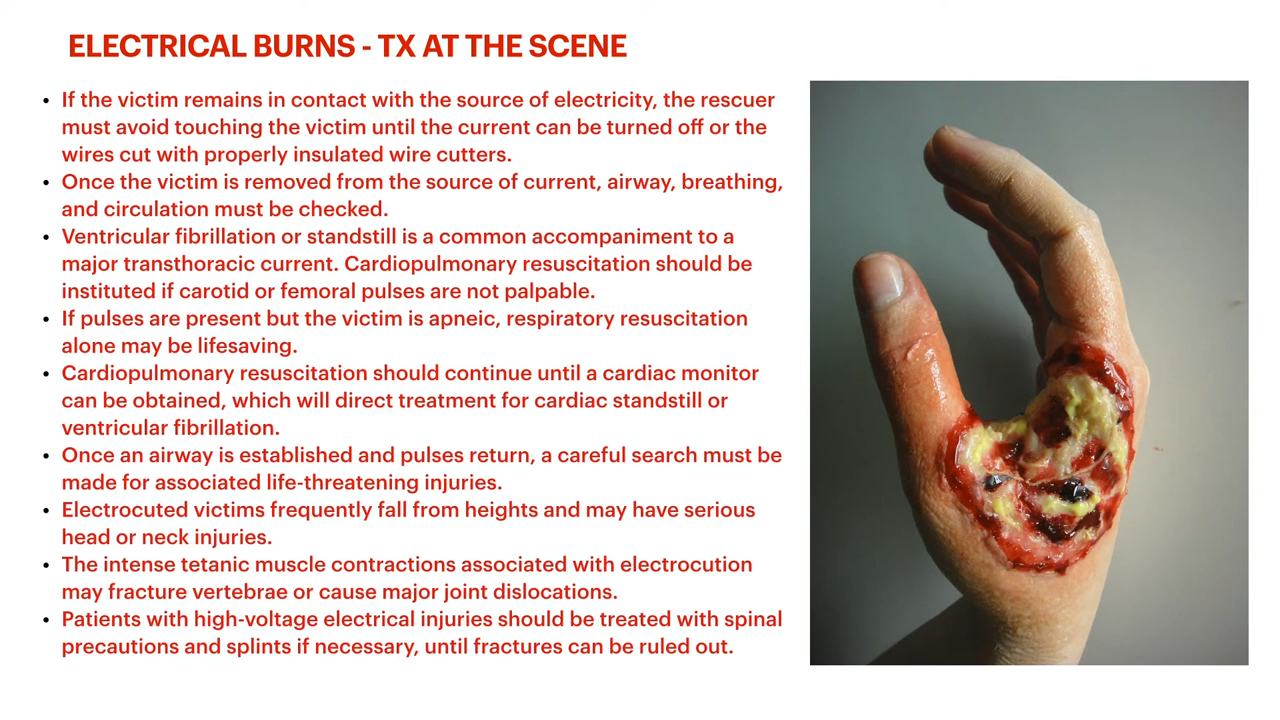 ELECTRICAL BURNS - TX AT THE SCENE
• If the victim remains in contact with the source of electricity, the rescuer
must avoid touching the victim until the current can be turned off or the
wires cut with properly insulated wire cutters.
• Once the victim is removed from the source of current, airway, breathing,
and circulation must be checked.
• Ventricular fibrillation or standstill is a common accompaniment to a
major transthoracic current. Cardiopulmonary resuscitation should be
instituted if carotid or femoral pulses are not palpable.
• If pulses are present but the victim is apneic, respiratory resuscitation
alone may be lifesaving.
• Cardiopulmonary resuscitation should continue until a cardiac monitor
can be obtained, which will direct treatment for cardiac standstill or
ventricular fibrillation.
• Once an airway is established and pulses return, a careful search must be
made for associated life-threatening injuries.
• Electrocuted victims frequently fall from heights and may have serious
head or neck injuries.
• The intense tetanic muscle contractions associated with electrocution
may fracture vertebrae or cause major joint dislocations.
• Patients with high-voltage electrical injuries should be treated with spinal
precautions and splints if necessary, until fractures can be ruled out.